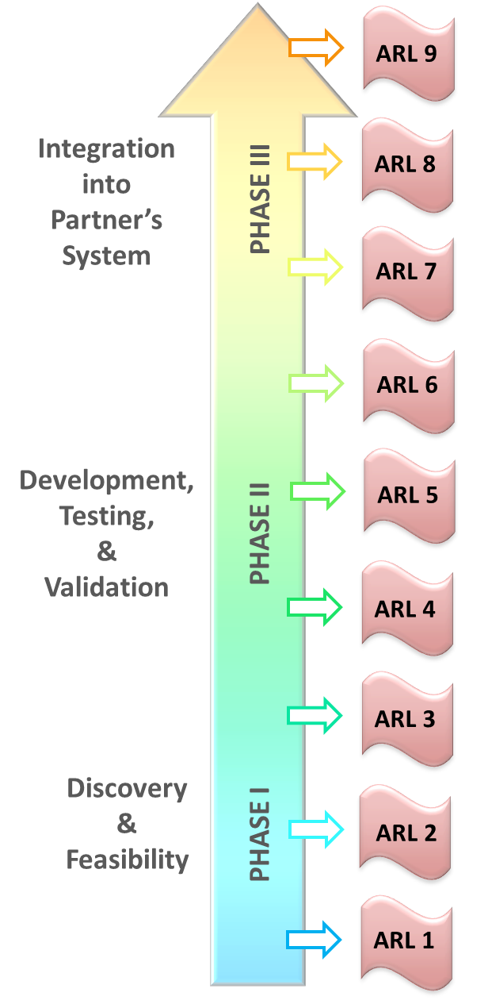 ARL 9
Integration
into
Partner's
System
PHASE III
ARL 8
ARL 7
ARL 6
Development,
Testing,
&
Validation
PHASE II
ARL 5
ARL 4
ARL 3
Discovery
&
Feasibility
PHASE I
ARL 2
ARL 1